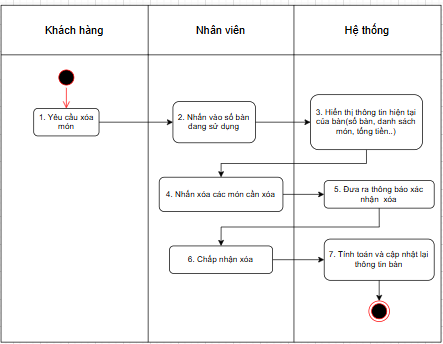 Khách hàng
Nhân viên
Hệ thống
1. Yêu cầu xóa
món
2. Nhấn vào số bàn
đang sử dụng
3. Hiển thị thông tin hiện tại
của bàn(số bàn, danh sách
món, tổng tiền..)
4. Nhấn xóa các món cần xóa
5. Đưa ra thông báo xác
nhận xóa
6. Chấp nhận xóa
7. Tính toán và cập nhật lại
thông tin bàn